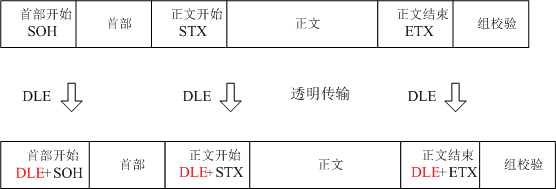 首部开始 首部 正文开始 正文 正文结束 组校验
SOH STX ETX
DLE DLE 透明传输 DLE
首部开始 首部 正文开始 正文 正文结束 组校验
DLE+SOH DLE+STX DLE+ETX